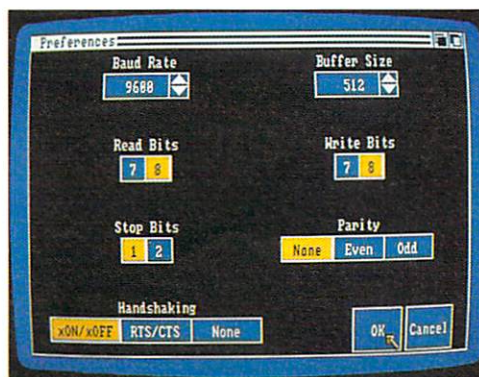 Preferences
Baud Rate Buffer Size
9600 512
Read Bits Write Bits
7 8 7 8
Stop Bits Parity
1 2 None Even Odd
Handshaking
xON/xOFF RTS/CTS None OK Cancel